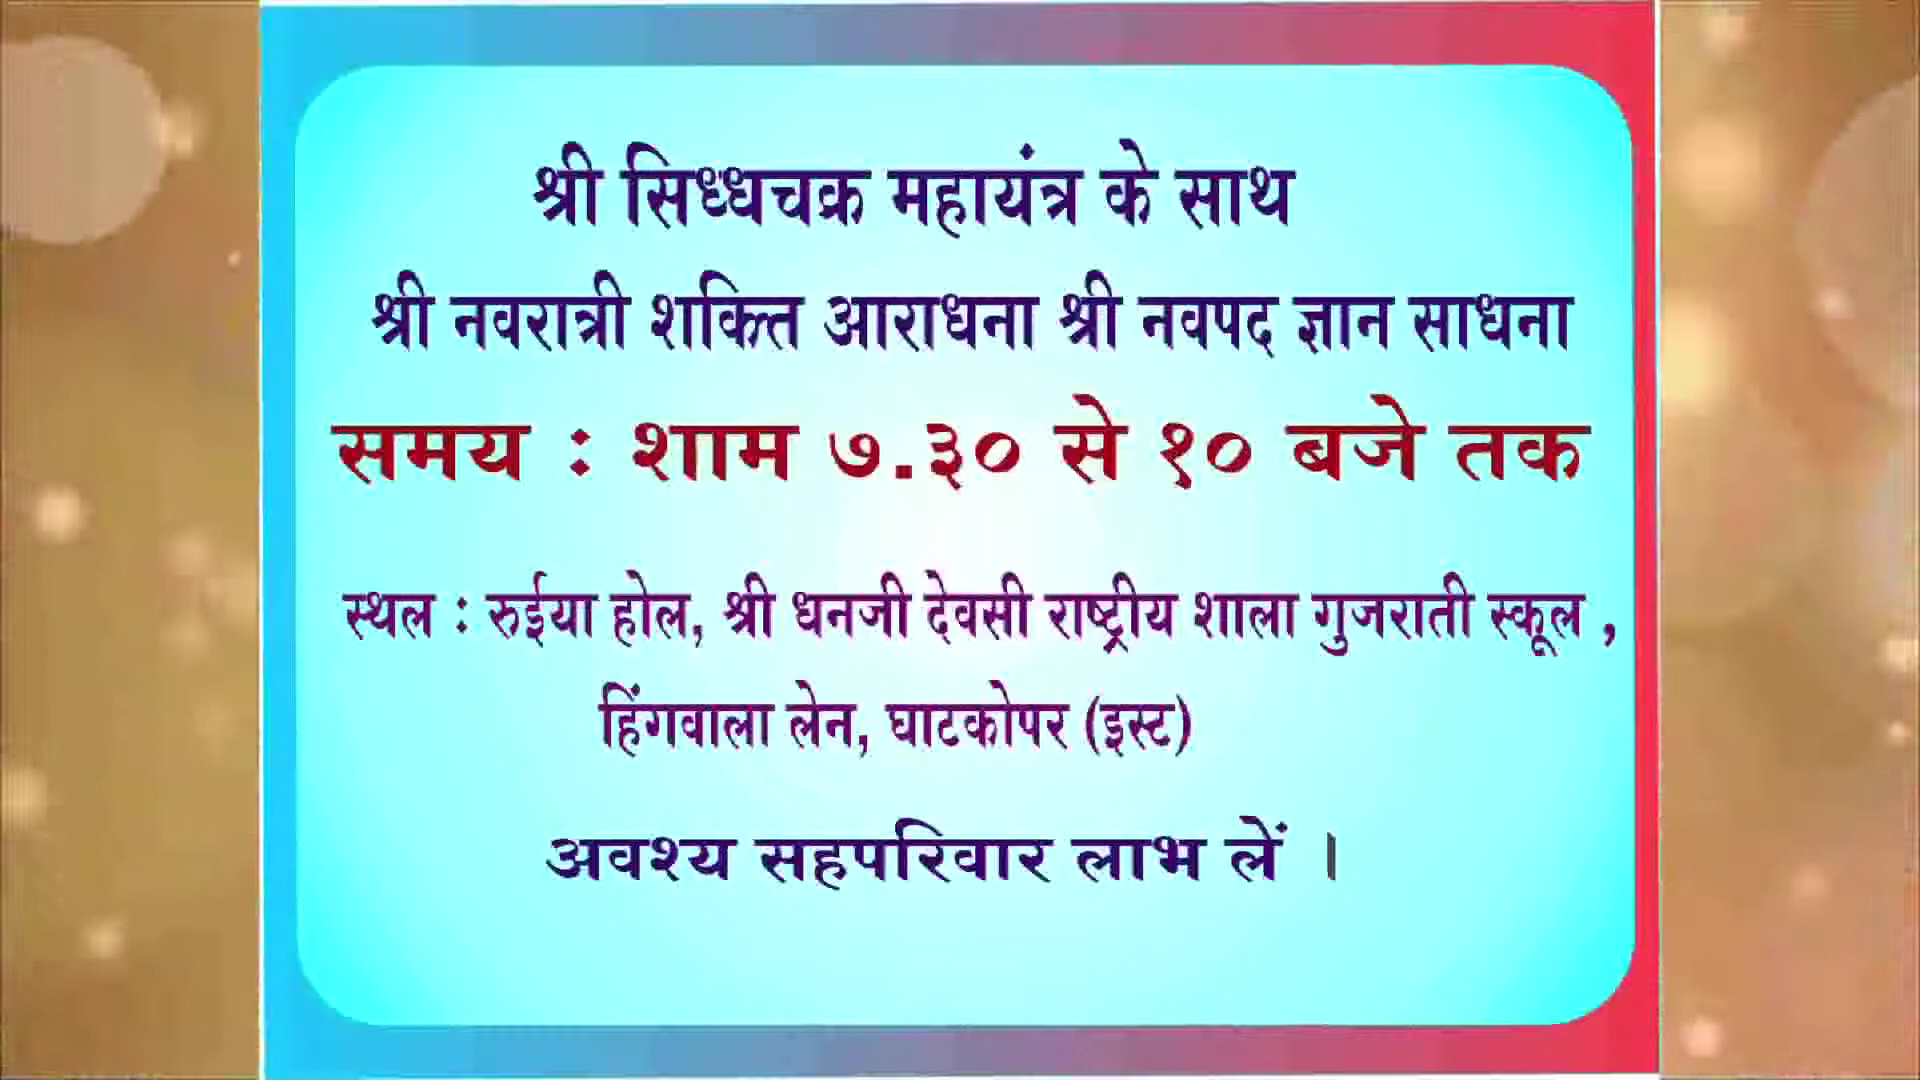 श्री सिध्धचक्र महायंत्र के साथ
श्री नवरात्री शक्ति आराधना श्री नवपद ज्ञान साधना
समय : शाम ७.३० से १० बजे तक
स्थल : रुईया होल, श्री धनजी देवसी राष्ट्रीय शाला गुजराती स्कूल ,
हिंगवाला लेन, घाटकोपर (इस्ट)
अवश्य सहपरिवार लाभ लें ।